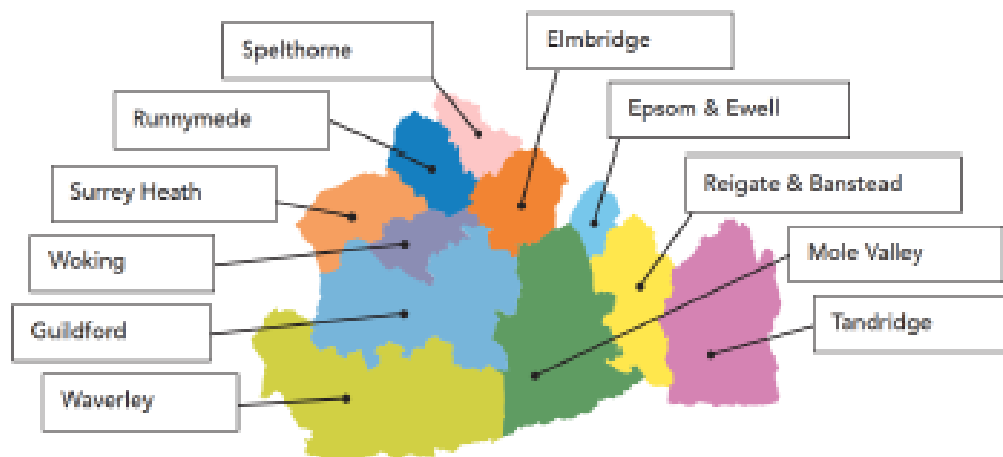 Spelthorne
Elmbridge
Runnymede
Epsom & Ewell
Surrey Heath
Reigate & Banstead
Woking
Mole Valley
Guildford
Tandridge
Waverley